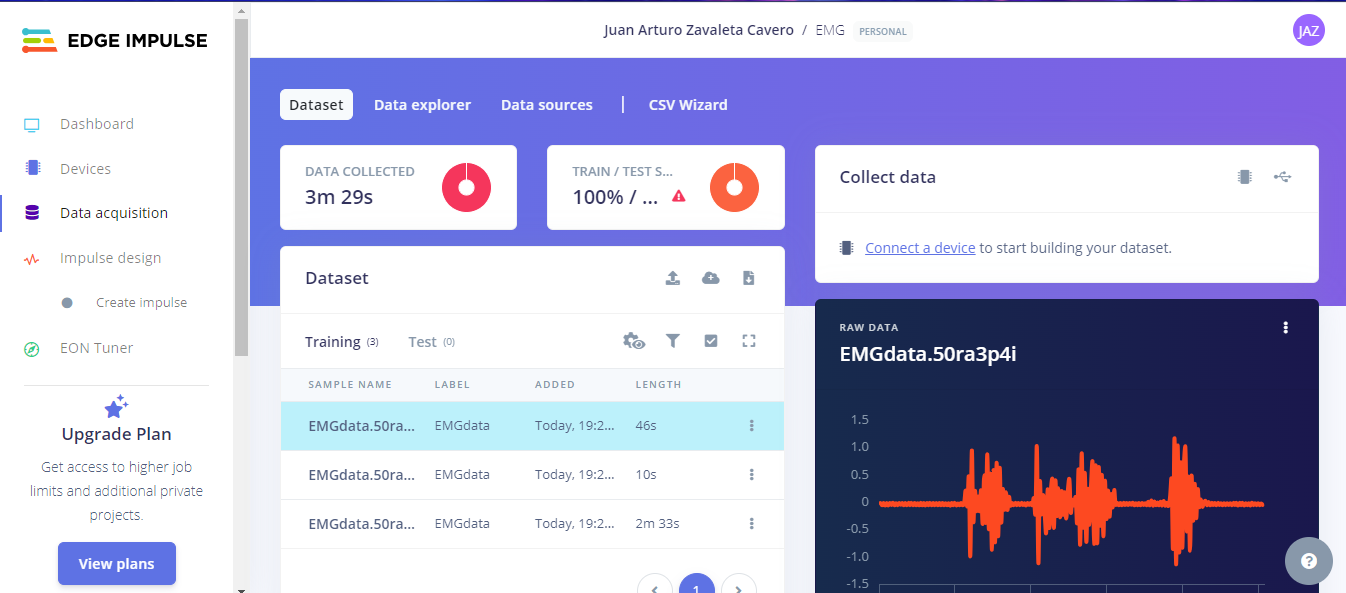 EDGE IMPULSE
Dashboard
Devices
Data acquisition
Impulse design
Create impulse
EON Tuner
Upgrade Plan
Get access to higher job
limits and additional private
projects.
View plans
Juan Arturo Zavaleta Cavero / EMG PERSONAL
JAZ
Dataset Data explorer Data sources | CSV Wizard
DATA COLLECTED
3m 29s
TRAIN / TEST S...
100% / ...
Dataset
Training (3) Test (0)
SAMPLE NAME LABEL ADDED LENGTH
EMGdata.50ra... EMGdata Today, 19:2... 46s
EMGdata.50ra... EMGdata Today, 19:2... 10s
EMGdata.50ra... EMGdata Today, 19:2... 2m 33s
1
Collect data
Connect a device to start building your dataset.
RAW DATA
EMGdata.50ra3p4i
1.5
1.0
0.5
0
-0.5
-1.0
-1.5
?